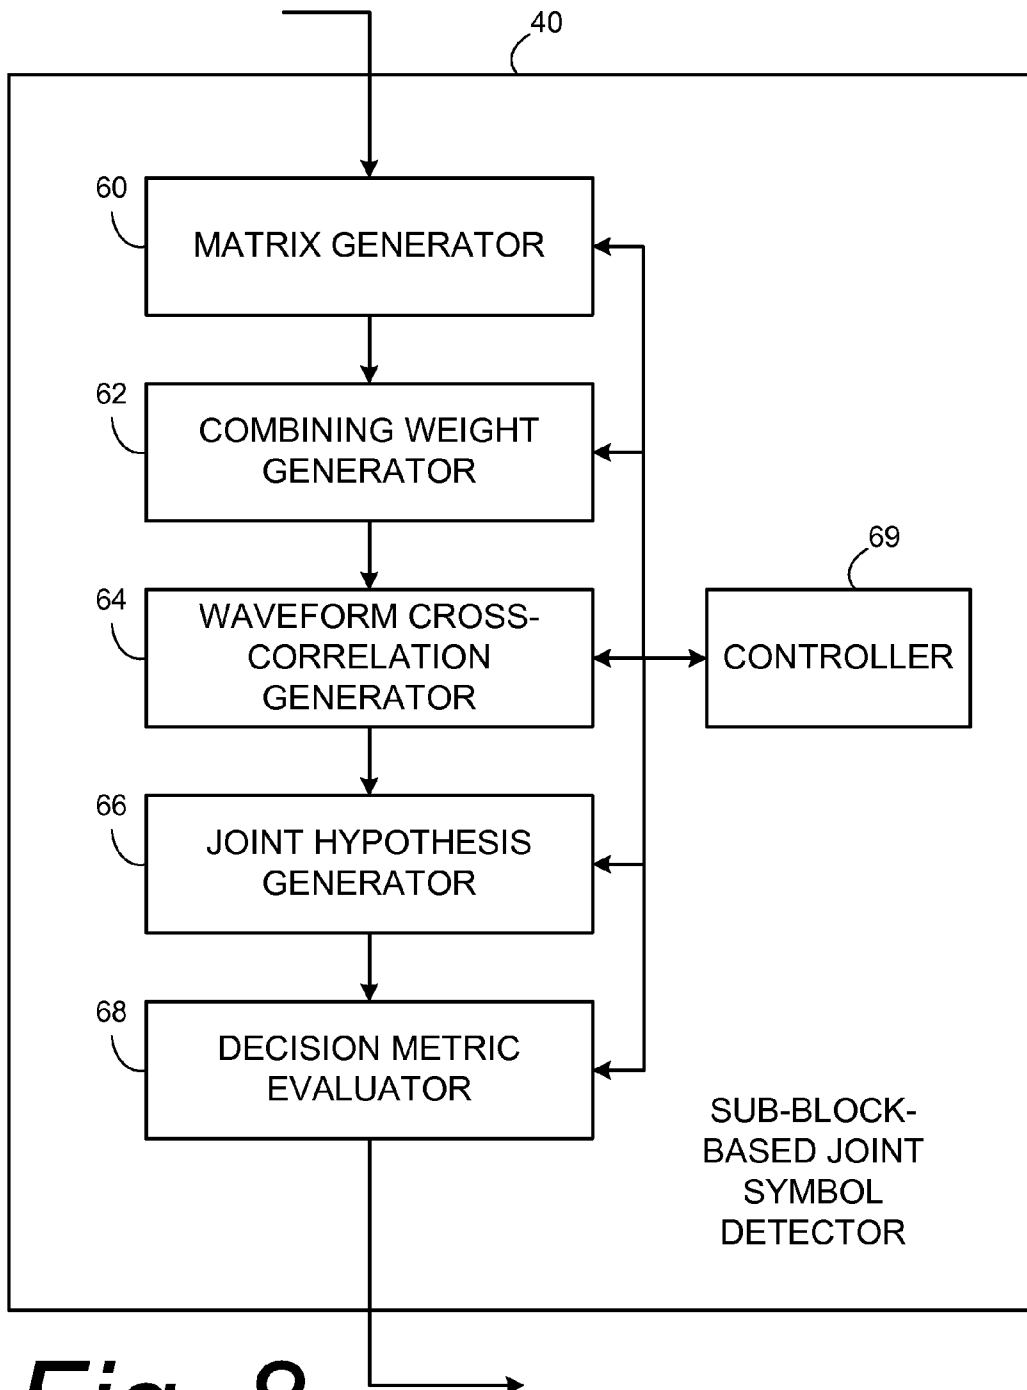 40
60
MATRIX GENERATOR
62
COMBINING WEIGHT
GENERATOR
69
64
WAVEFORM CROSS-
CORRELATION
GENERATOR
CONTROLLER
66
JOINT HYPOTHESIS
GENERATOR
68
DECISION METRIC
EVALUATOR
SUB-BLOCK-
BASED JOINT
SYMBOL
DETECTOR